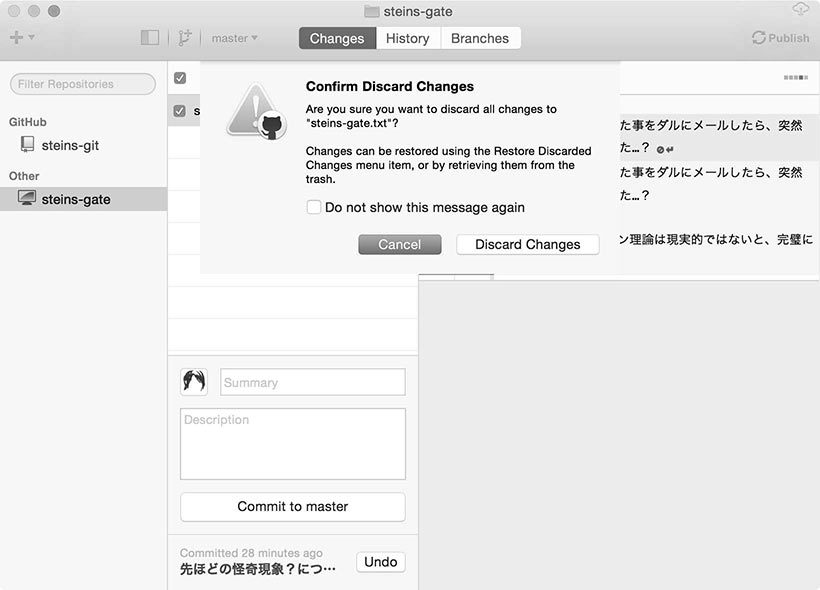 steins-gate
master
Changes
History
Branches
Publish
Filter Repositories
GitHub
steins-git
Other
steins-gate
s
Confirm Discard Changes
Are you sure you want to discard all changes to
"steins-gate.txt"?
Changes can be restored using the Restore Discarded
Changes menu item, or by retrieving them from the
trash.
Do not show this message again
Cancel
Discard Changes
た事をダルにメールしたら、突然
た…？
た事をダルにメールしたら、突然
た…？
ン理論は現実的ではないと、完璧に
Summary
Description
Commit to master
Committed 28 minutes ago
先ほどの怪奇現象？につ…
Undo